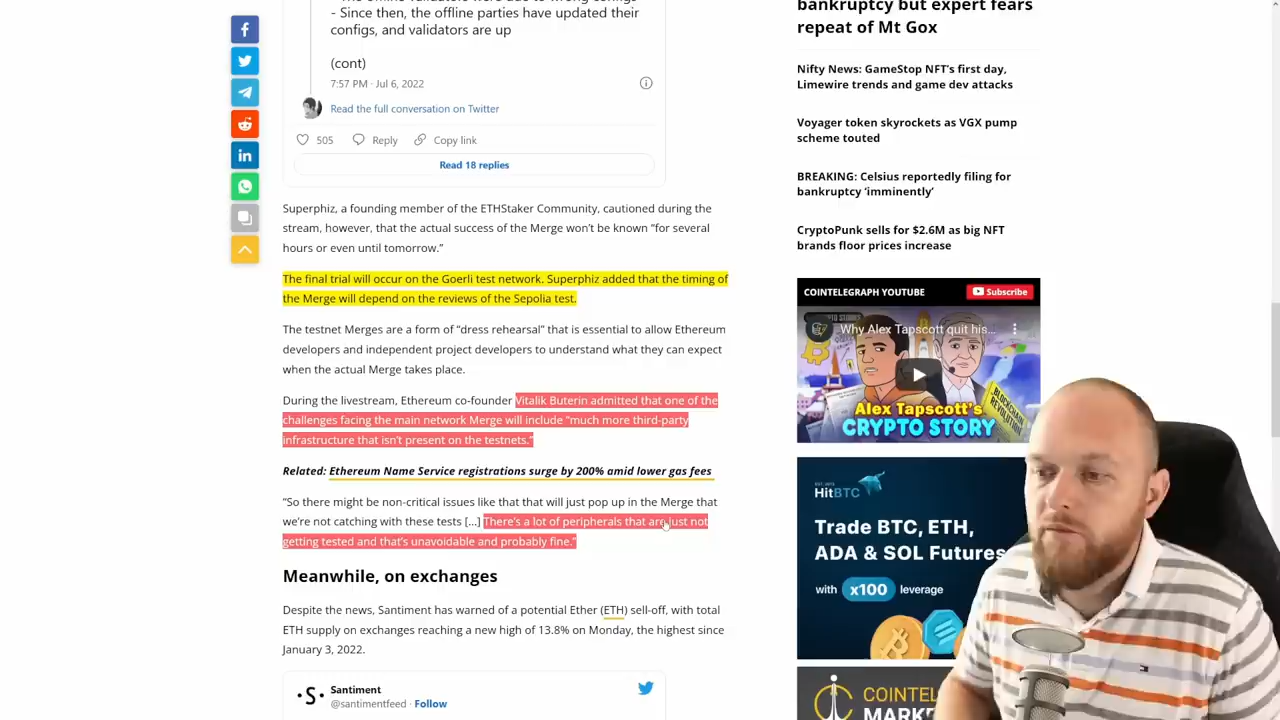 - Since then, the offline parties have updated their
configs, and validators are up
(cont)
7:57 PM · Jul 6, 2022
Read the full conversation on Twitter
505 Reply Copy link
Read 18 replies
Superphiz, a founding member of the ETHStaker Community, cautioned during the
stream, however, that the actual success of the Merge won't be known "for several
hours or even until tomorrow."
The final trial will occur on the Goerli test network. Superphiz added that the timing of
the Merge will depend on the reviews of the Sepolia test.
The testnet Merges are a form of "dress rehearsal" that is essential to allow Ethereum
developers and independent project developers to understand what they can expect
when the actual Merge takes place.
During the livestream, Ethereum co-founder Vitalik Buterin admitted that one of the
challenges facing the main network Merge will include "much more third-party
infrastructure that isn't present on the testnets."
Related: Ethereum Name Service registrations surge by 200% amid lower gas fees
"So there might be non-critical issues like that that will just pop up in the Merge that
we're not catching with these tests [...] There's a lot of peripherals that are just not
getting tested and that's unavoidable and probably fine."
Meanwhile, on exchanges
Despite the news, Santiment has warned of a potential Ether (ETH) sell-off, with total
ETH supply on exchanges reaching a new high of 13.8% on Monday, the highest since
January 3, 2022.
·S· Santiment
@santimentfeed · Follow
bankruptcy but expert fears
repeat of Mt Gox
Nifty News: GameStop NFT's first day,
Limewire trends and game dev attacks
Voyager token skyrockets as VGX pump
scheme touted
BREAKING: Celsius reportedly filing for
bankruptcy 'imminently'
CryptoPunk sells for $2.6M as big NFT
brands floor prices increase
COINTELEGRAPH YOUTUBE Subscribe
Why Alex Tapscott quit his...
BLOCKCHAIN
REVOLUTION
Alex Tapscott's
CRYPTO STORY
HitBTC
Trade BTC, ETH,
ADA & SOL Futures
with x100 leverage
COINTEL
MARK